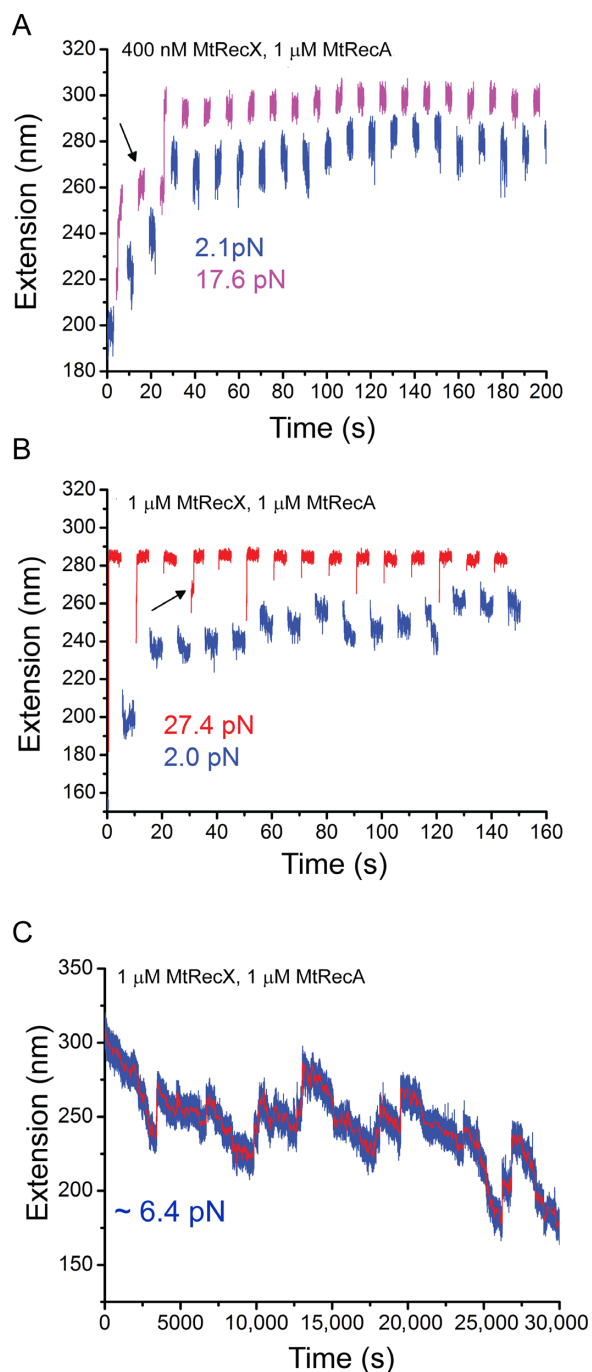 A
400 nM MtRecX, 1 μM MtRecA
320
300
280
260
240
220
200
180
Extension (nm)
2.1pN
17.6 pN
0 20 40 60 80 100 120 140 160 180 200
Time (s)
B
1 μM MtRecX, 1 μM MtRecA
320
300
280
260
240
220
200
180
160
Extension (nm)
27.4 pN
2.0 pN
0 20 40 60 80 100 120 140 160
Time (s)
C
1 μM MtRecX, 1 μM MtRecA
350
300
250
200
150
Extension (nm)
~ 6.4 pN
0 5000 10,000 15,000 20,000 25,000 30,000
Time (s)